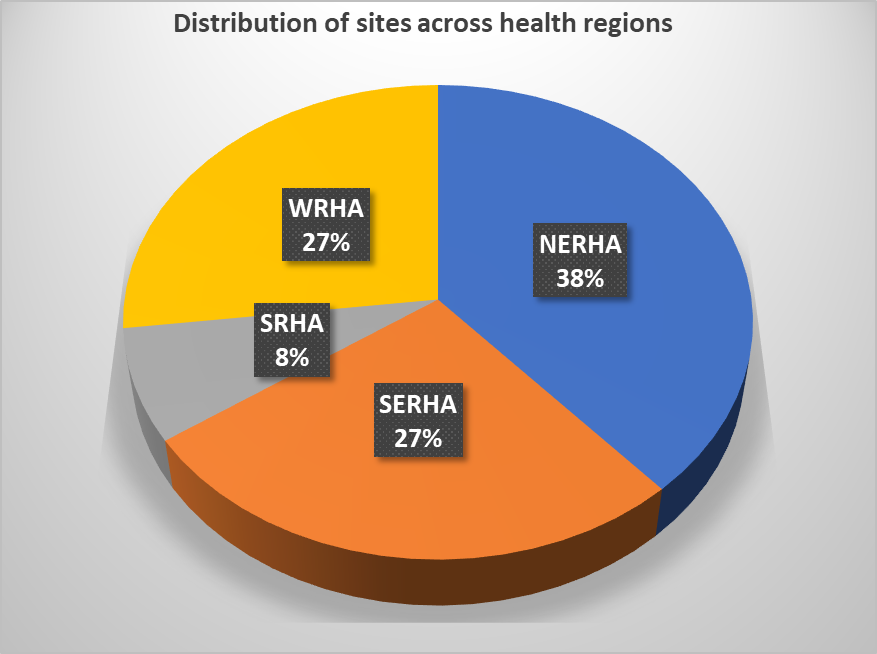 Distribution of sites across health regions
WRHA
27%
NERHA
38%
SRHA
8%
SERHA
27%